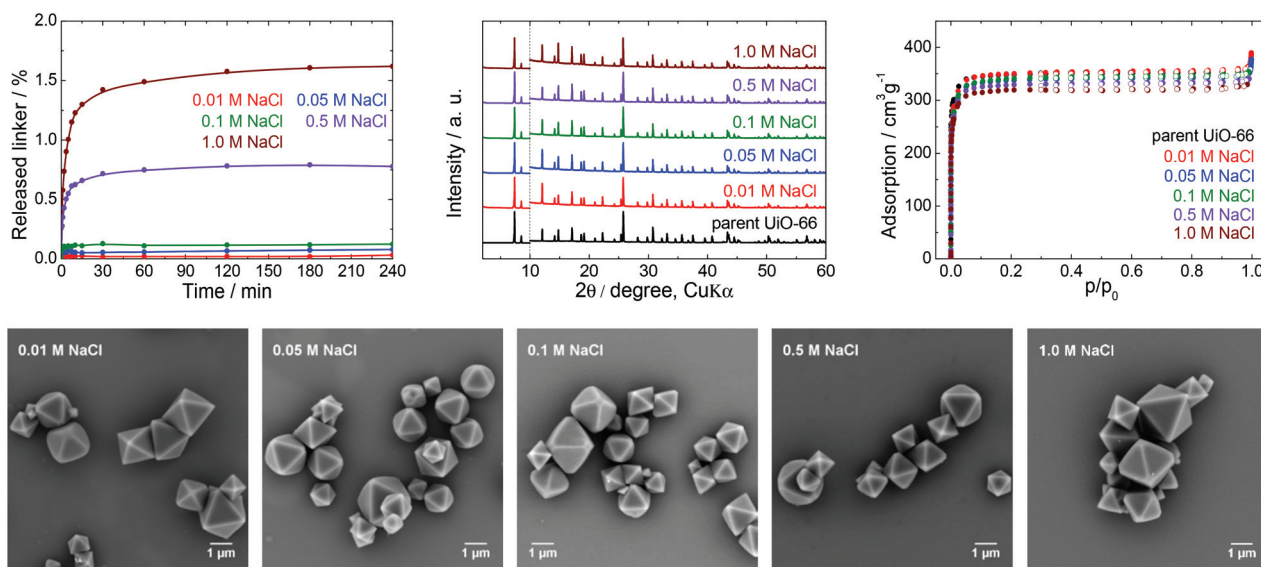 2.0
1.5
1.0
0.5
0.0
Released linker / %
0.01 M NaCl 0.05 M NaCl
0.1 M NaCl 0.5 M NaCl
1.0 M NaCl
0 30 60 90 120 150 180 210 240
Time / min
Intensity / a. u.
1.0 M NaCl
0.5 M NaCl
0.1 M NaCl
0.05 M NaCl
0.01 M NaCl
parent UiO-66
10 20 30 40 50 60
2θ / degree, CuKα
400
300
200
100
0
Adsorption / cm³g⁻¹
parent UiO-66
0.01 M NaCl
0.05 M NaCl
0.1 M NaCl
0.5 M NaCl
1.0 M NaCl
0.0 0.2 0.4 0.6 0.8 1.0
p/p₀
0.01 M NaCl
1 µm
0.05 M NaCl
1 µm
0.1 M NaCl
1 µm
0.5 M NaCl
1 µm
1.0 M NaCl
1 µm